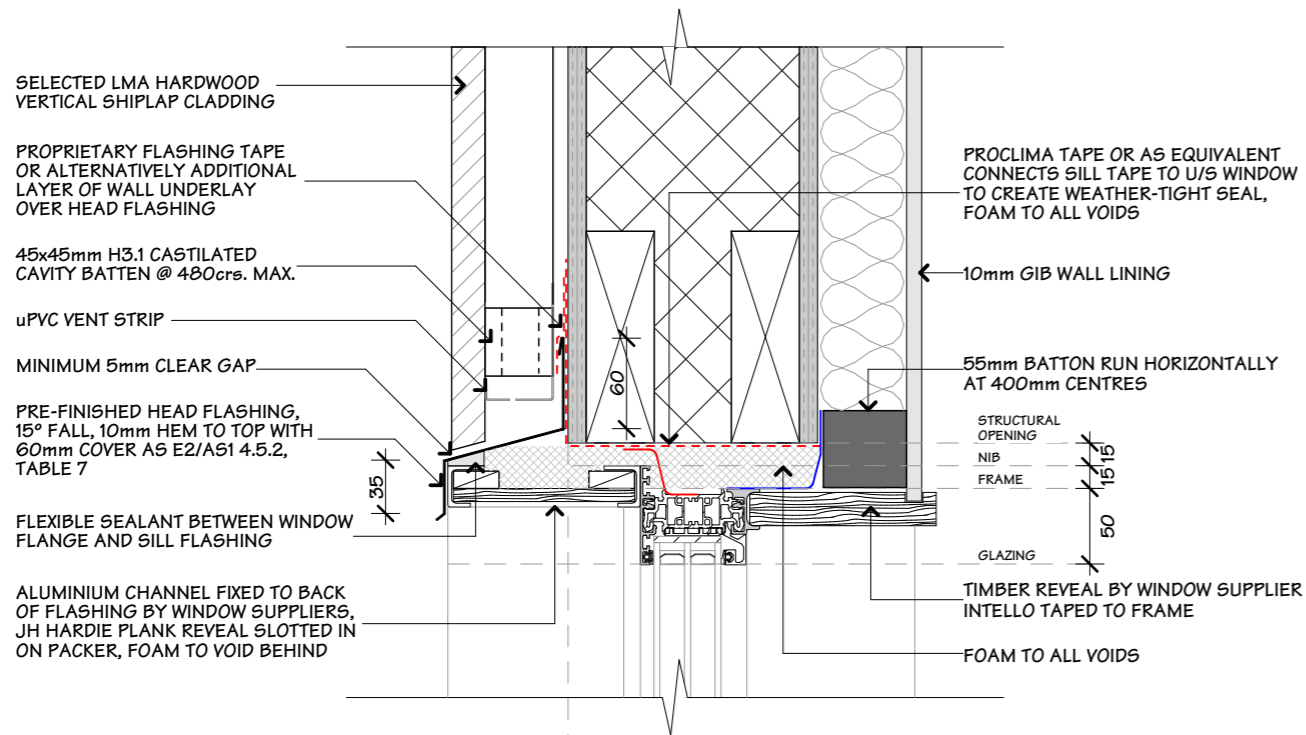 SELECTED LMA HARDWOOD
VERTICAL SHIPLAP CLADDING
PROPRIETARY FLASHING TAPE
OR ALTERNATIVELY ADDITIONAL
LAYER OF WALL UNDERLAY
OVER HEAD FLASHING
45x45mm H3.1 CASTILATED
CAVITY BATTEN @ 480crs. MAX.
uPVC VENT STRIP
MINIMUM 5mm CLEAR GAP
PRE-FINISHED HEAD FLASHING,
15° FALL, 10mm HEM TO TOP WITH
60mm COVER AS E2/AS1 4.5.2,
TABLE 7
35
FLEXIBLE SEALANT BETWEEN WINDOW
FLANGE AND SILL FLASHING
ALUMINIUM CHANNEL FIXED TO BACK
OF FLASHING BY WINDOW SUPPLIERS,
JH HARDIE PLANK REVEAL SLOTTED IN
ON PACKER, FOAM TO VOID BEHIND
60
PROCLIMA TAPE OR AS EQUIVALENT
CONNECTS SILL TAPE TO U/S WINDOW
TO CREATE WEATHER-TIGHT SEAL,
FOAM TO ALL VOIDS
10mm GIB WALL LINING
55mm BATTON RUN HORIZONTALLY
AT 400mm CENTRES
STRUCTURAL
OPENING
15
NIB
15
FRAME
50
GLAZING
TIMBER REVEAL BY WINDOW SUPPLIER
INTELLO TAPED TO FRAME
FOAM TO ALL VOIDS